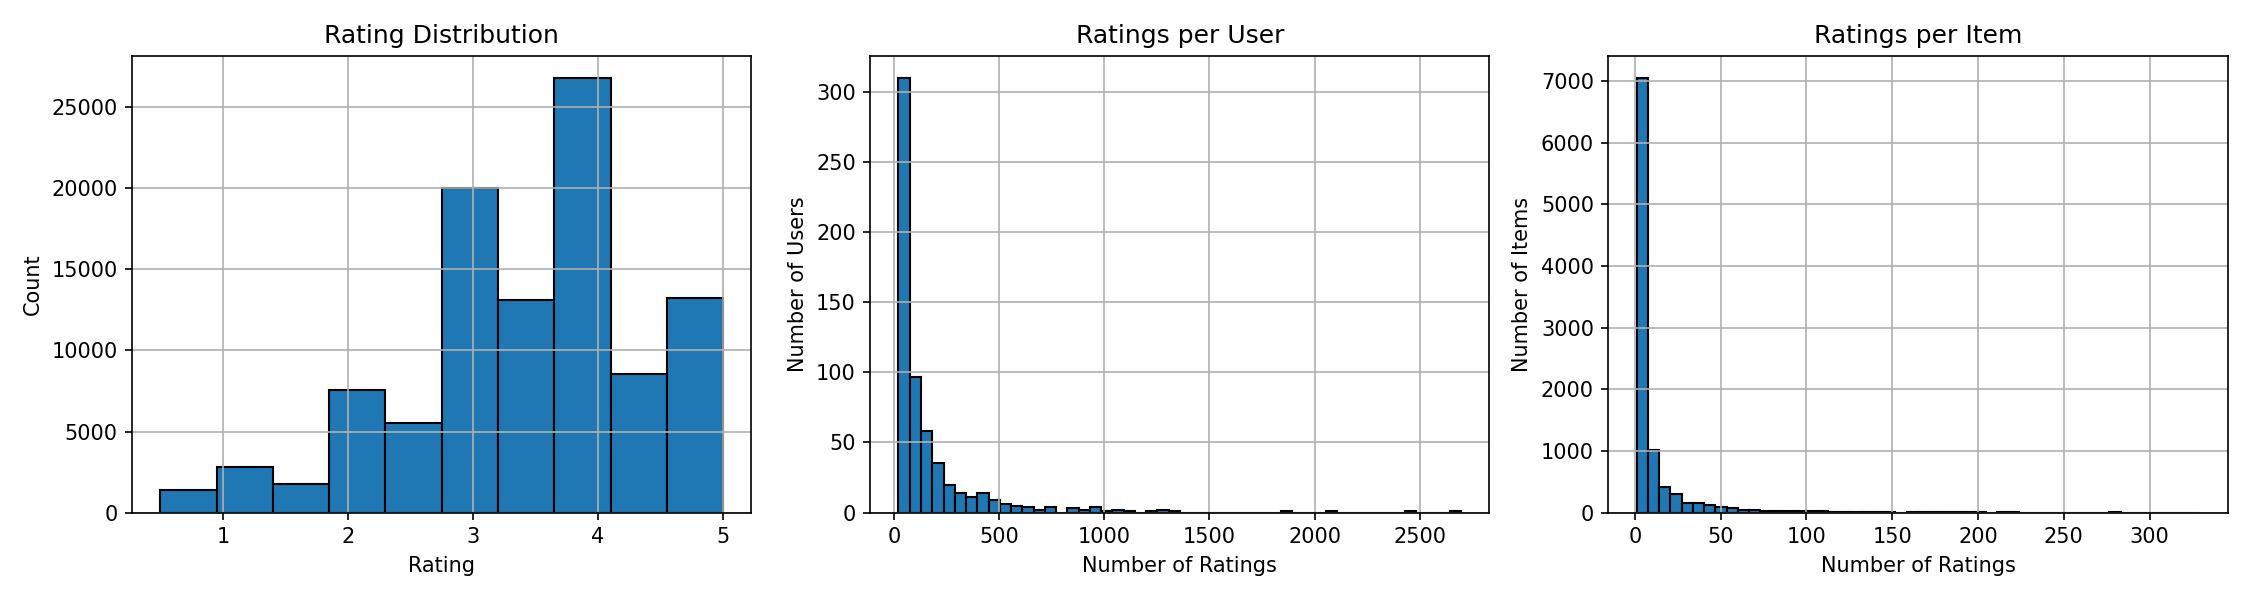 Rating Distribution
25000
20000
15000
10000
5000
0
Count
1 2 3 4 5
Rating
Ratings per User
300
250
200
150
100
50
0
Number of Users
0 500 1000 1500 2000 2500
Number of Ratings
Ratings per Item
7000
6000
5000
4000
3000
2000
1000
0
Number of Items
0 50 100 150 200 250 300
Number of Ratings